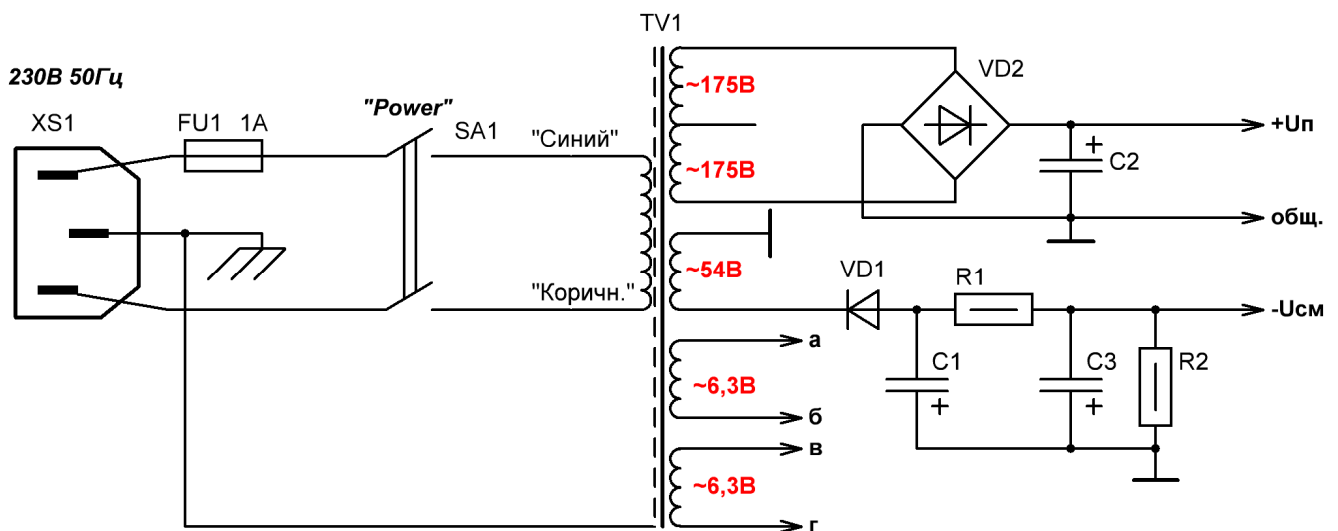 TV1
230В 50Гц
~175В
VD2
"Power"
XS1
FU1 1А
SA1
"Синий"
+Uп
+
C2
~175В
общ.
~54В
VD1
R1
"Коричн."
-Uсм
а
C1
C3
R2
~6,3В
+
+
б
в
~6,3В
г